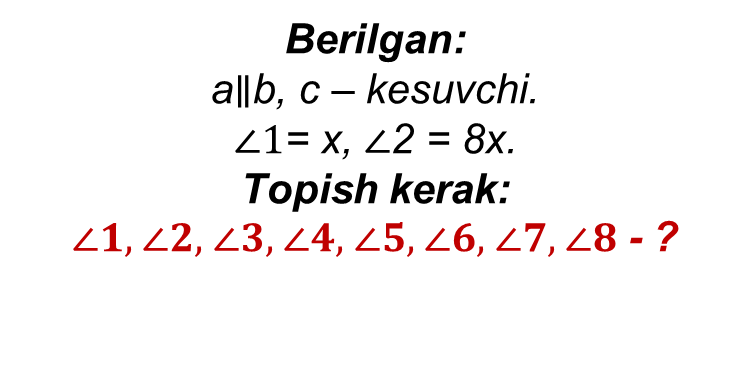 Berilgan:
a∥b, c – kesuvchi.
∠1= x, ∠2 = 8x.
Topish kerak:
∠1, ∠2, ∠3, ∠4, ∠5, ∠6, ∠7, ∠8 - ?